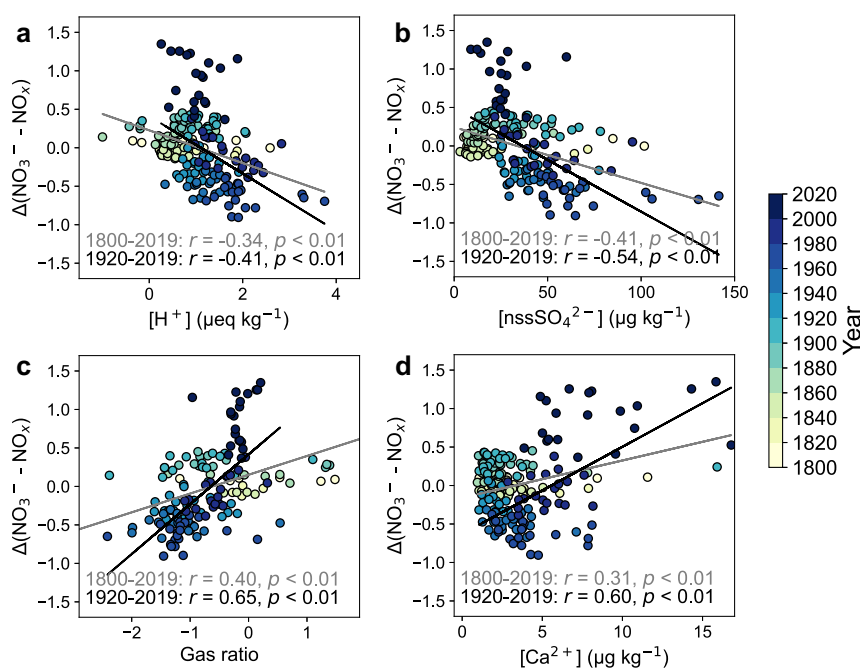 a
Δ(NO₃⁻ - NOₓ)
1.5
1.0
0.5
0.0
−0.5
−1.0
−1.5
1800-2019: r = -0.34, p < 0.01
1920-2019: r = -0.41, p < 0.01
0 2 4
[H⁺] (μeq kg⁻¹)
b
Δ(NO₃⁻ - NOₓ)
1.5
1.0
0.5
0.0
−0.5
−1.0
−1.5
1800-2019: r = -0.41, p < 0.01
1920-2019: r = -0.54, p < 0.01
0 50 100 150
[nssSO₄²⁻] (μg kg⁻¹)
c
Δ(NO₃⁻ - NOₓ)
1.5
1.0
0.5
0.0
−0.5
−1.0
−1.5
1800-2019: r = 0.40, p < 0.01
1920-2019: r = 0.65, p < 0.01
−2 −1 0 1
Gas ratio
d
Δ(NO₃⁻ - NOₓ)
1.5
1.0
0.5
0.0
−0.5
−1.0
−1.5
1800-2019: r = 0.31, p < 0.01
1920-2019: r = 0.60, p < 0.01
0 5 10 15
[Ca²⁺] (μg kg⁻¹)
2020
2000
1980
1960
1940
1920
1900
1880
1860
1840
1820
1800
Year